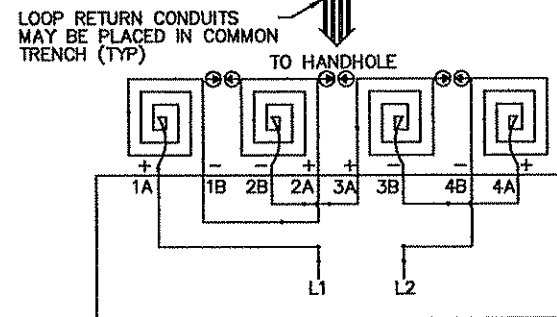 LOOP RETURN CONDUITS
MAY BE PLACED IN COMMON
TRENCH (TYP)
TO HANDHOLE
+ - - + + - - +
1A 1B 2B 2A 3A 3B 4B 4A
L1 L2